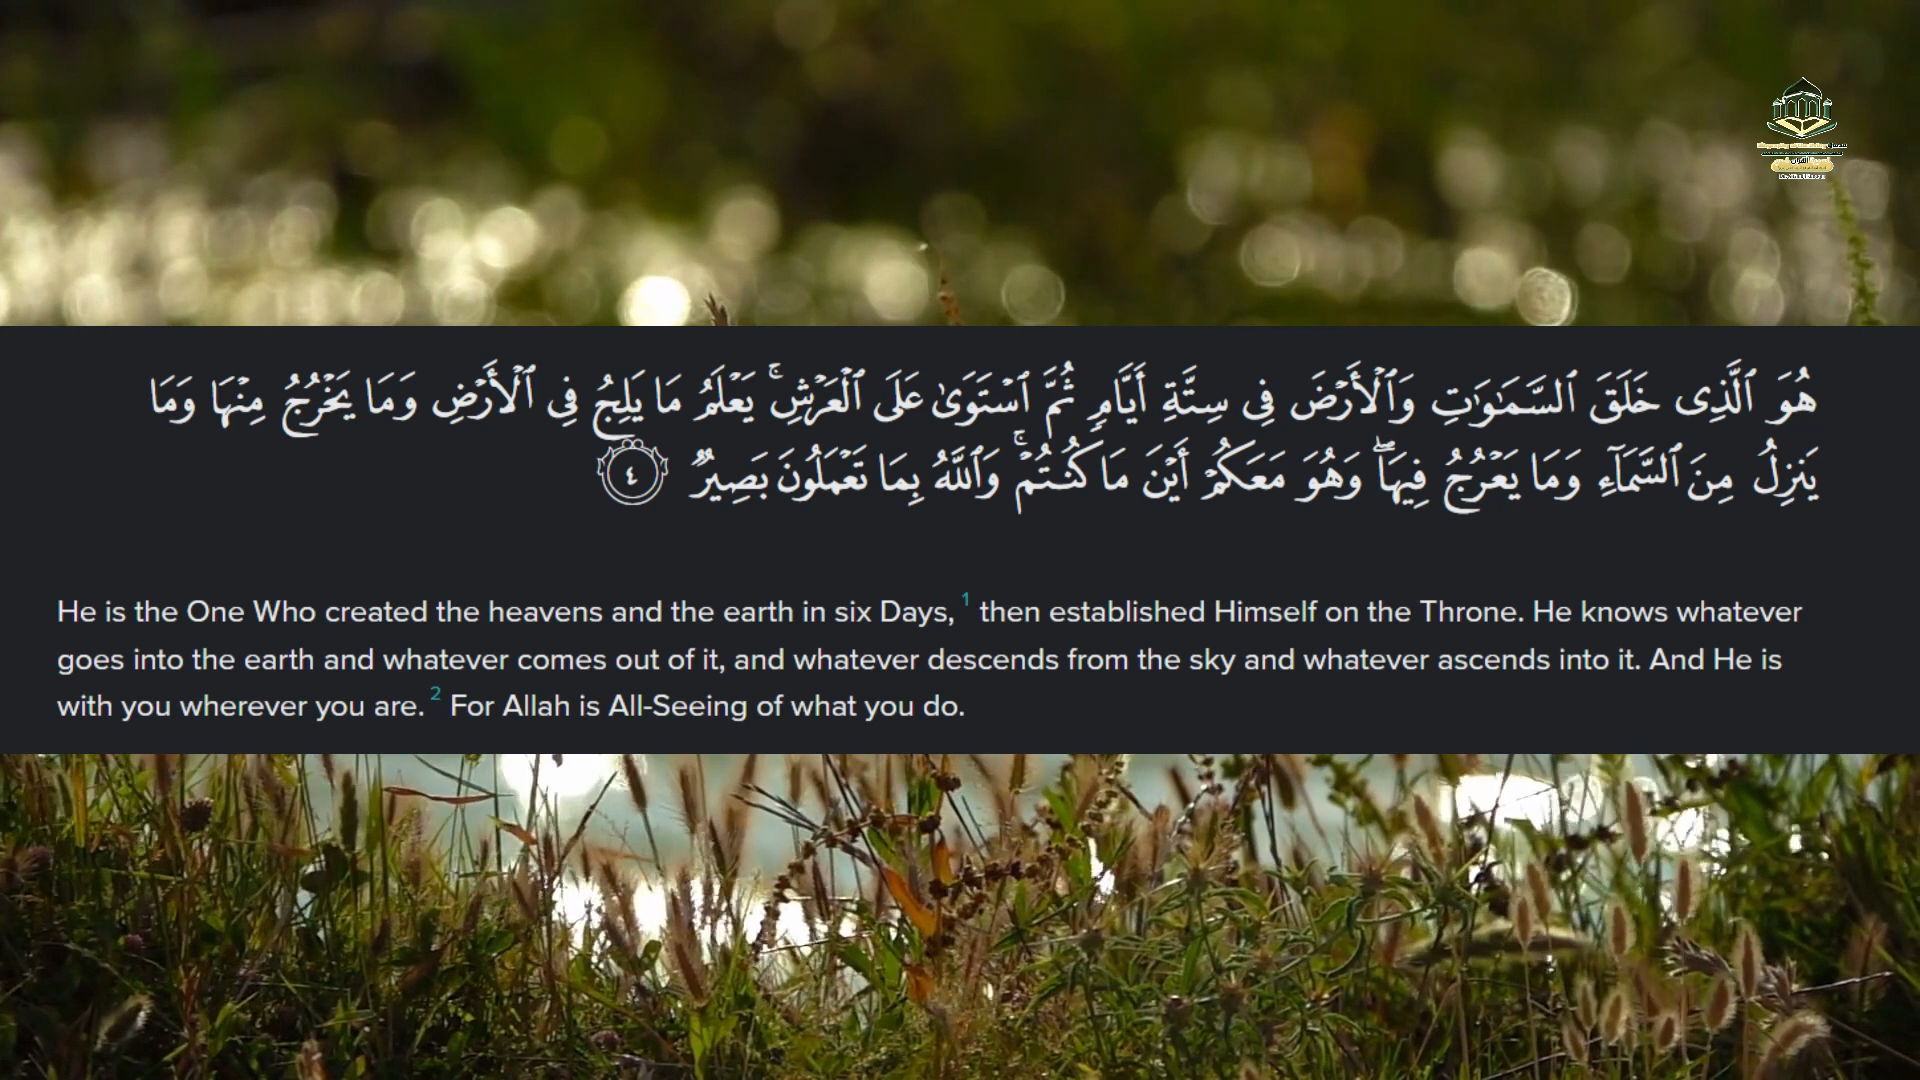 هُوَ ٱلَّذِى خَلَقَ ٱلسَّمَـٰوَٰتِ وَٱلْأَرْضَ فِى سِتَّةِ أَيَّامٍ ثُمَّ ٱسْتَوَىٰ عَلَى ٱلْعَرْشِ ۚ يَعْلَمُ مَا يَلِجُ فِى ٱلْأَرْضِ وَمَا يَخْرُجُ مِنْهَا وَمَا
يَنزِلُ مِنَ ٱلسَّمَآءِ وَمَا يَعْرُجُ فِيهَا ۖ وَهُوَ مَعَكُمْ أَيْنَ مَا كُنتُمْ ۚ وَٱللَّهُ بِمَا تَعْمَلُونَ بَصِيرٌ ٤
He is the One Who created the heavens and the earth in six Days, 1 then established Himself on the Throne. He knows whatever
goes into the earth and whatever comes out of it, and whatever descends from the sky and whatever ascends into it. And He is
with you wherever you are. 2 For Allah is All-Seeing of what you do.